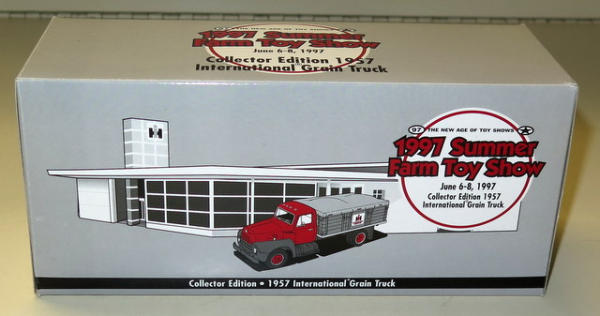 1997 Summer
Farm Toy Show
June 6-8, 1997
Collector Edition 1957
International® Grain Truck
97 THE NEW AGE OF TOY SHOWS
1997 Summer
Farm Toy Show
June 6-8, 1997
Collector Edition 1957
International® Grain Truck
Collector Edition • 1957 International® Grain Truck